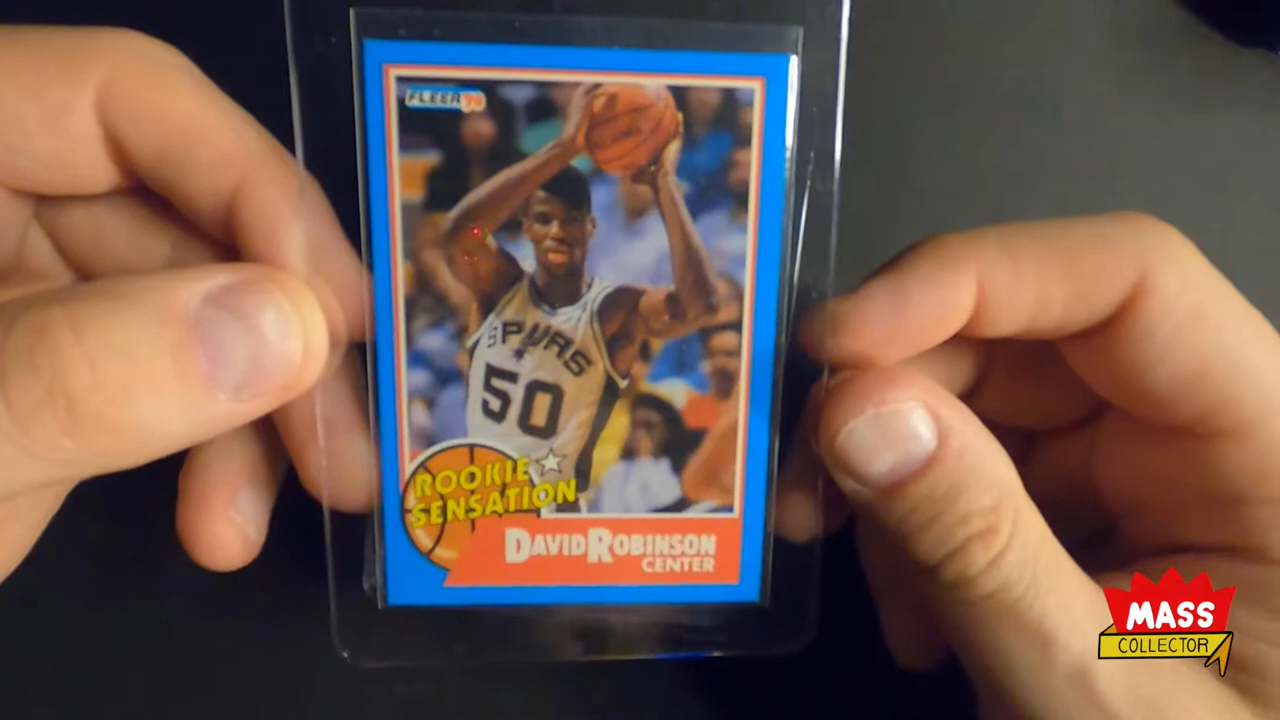 FLEER 90
SPURS
50
ROOKIE
SENSATION
DAVID ROBINSON
CENTER
MASS
COLLECTOR